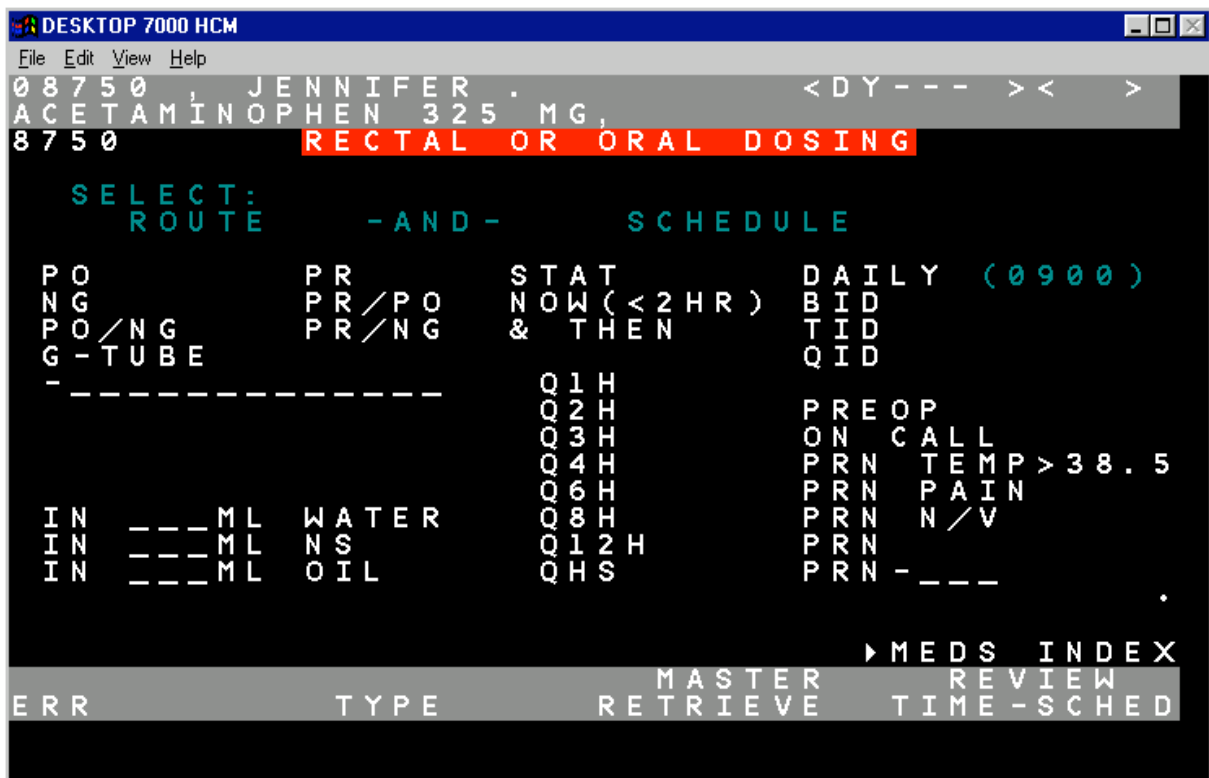 DESKTOP 7000 HCM
File Edit View Help
08750 , JENNIFER . <DY--- >< >
ACETAMINOPHEN 325 MG,
8750 RECTAL OR ORAL DOSING
SELECT:
ROUTE -AND- SCHEDULE
PO PR STAT DAILY (0900)
NG PR/PO NOW(<2HR) BID
PO/NG PR/NG & THEN TID
G-TUBE QID
-_____________ Q1H
Q2H PREOP
Q3H ON CALL
Q4H PRN TEMP>38.5
Q6H PRN PAIN
IN ___ML WATER Q8H PRN N/V
IN ___ML NS Q12H PRN
IN ___ML OIL QHS PRN-___
.
▸MEDS INDEX
MASTER REVIEW
ERR TYPE RETRIEVE TIME-SCHED